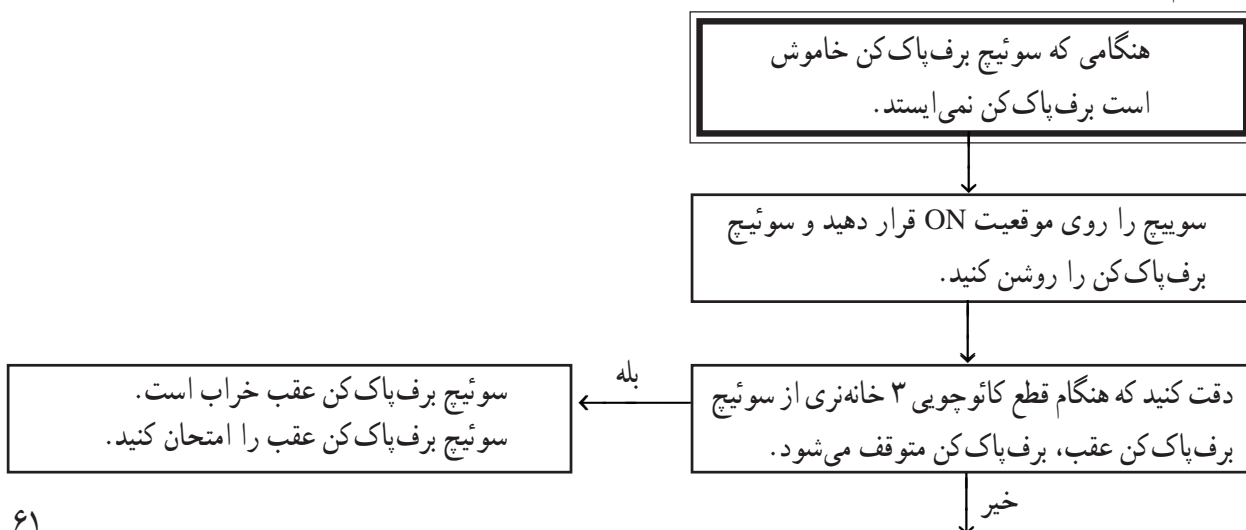 هنگامی که سوئیچ برف‌پاک‌کن خاموش
است برف‌پاک‌کن نمی‌ایستد.
سوییچ را روی موقعیت ON قرار دهید و سوئیچ
برف‌پاک‌کن را روشن کنید.
دقت کنید که هنگام قطع کائوچویی ۳ خانه‌نری از سوئیچ
برف‌پاک‌کن عقب، برف‌پاک‌کن متوقف می‌شود.
بله
سوئیچ برف‌پاک‌کن عقب خراب است.
سوئیچ برف‌پاک‌کن عقب را امتحان کنید.
خیر
۶۱